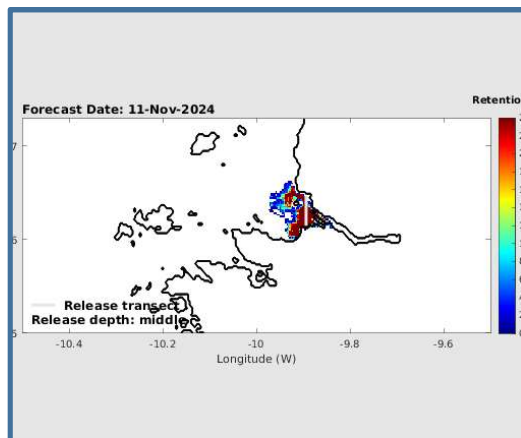 Forecast Date: 11-Nov-2024
Retentio
Release transect
Release depth: middle
-10.4 -10.2 -10 -9.8 -9.6
Longitude (W)